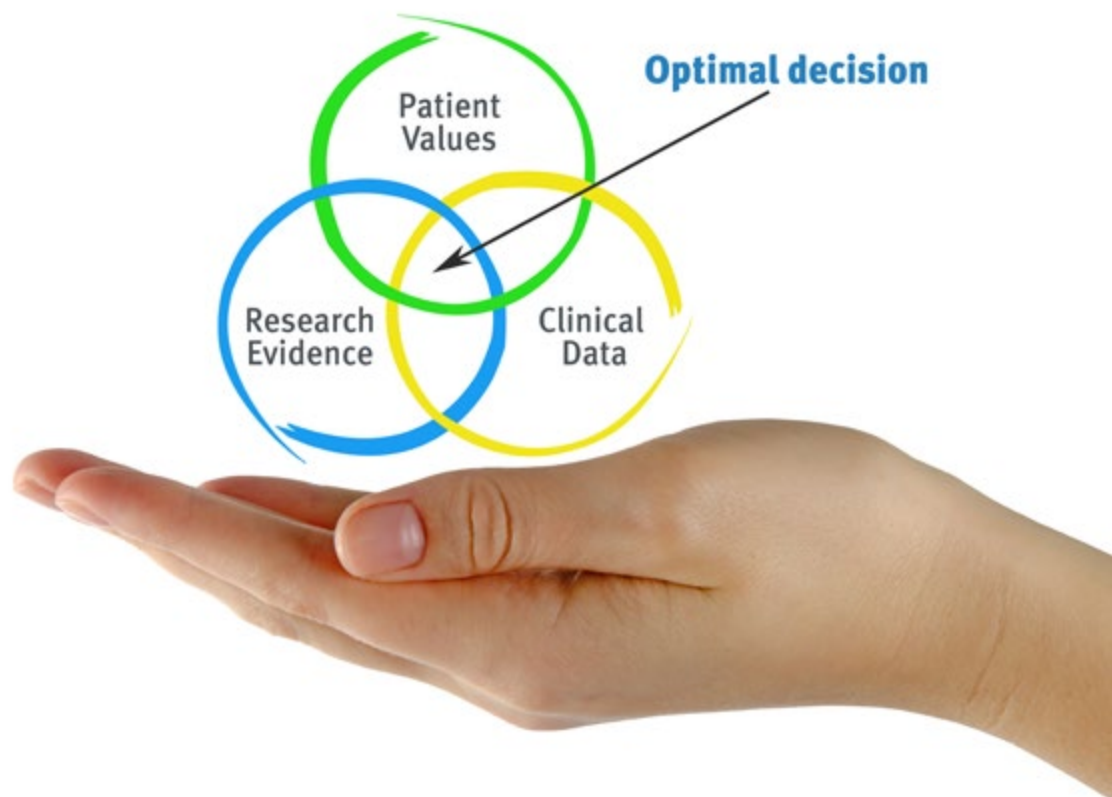 Optimal decision
Patient
Values
Research
Evidence
Clinical
Data